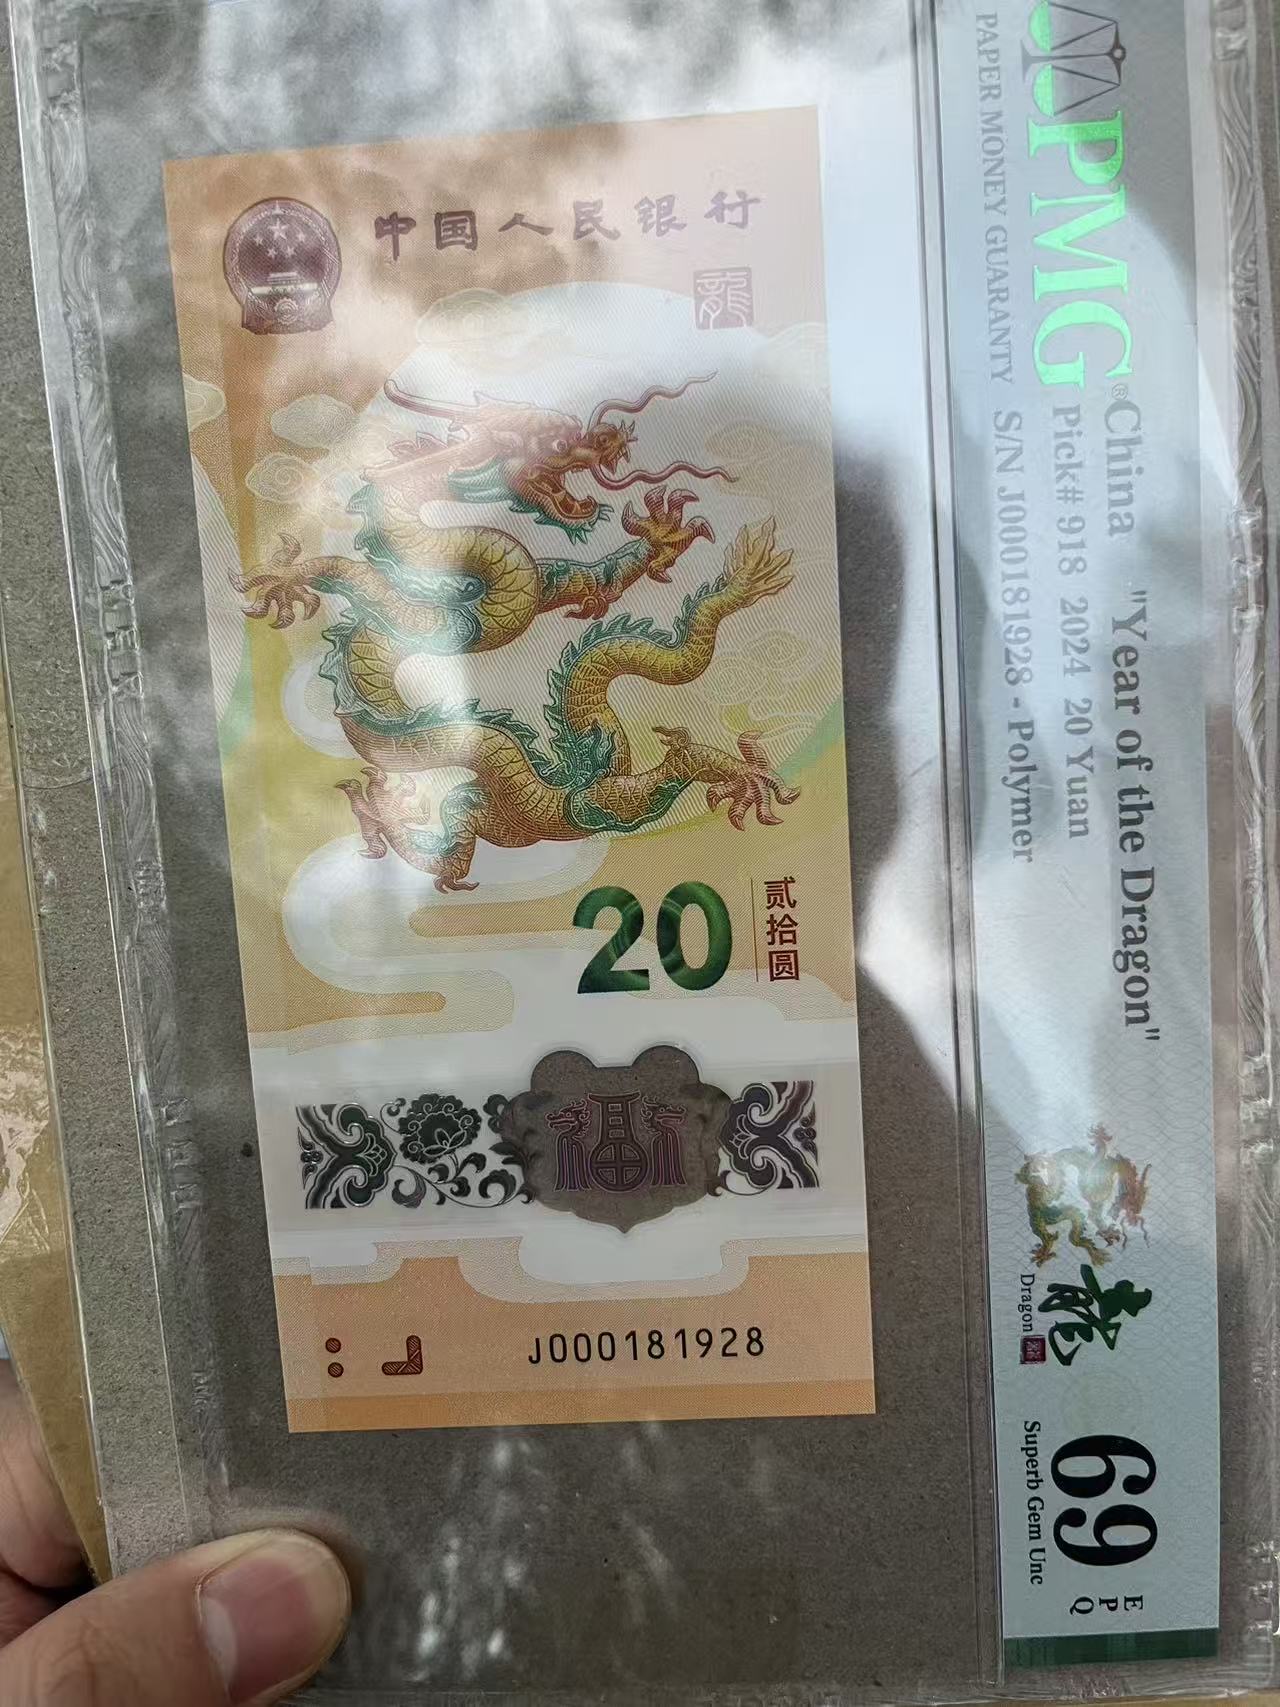 中国人民银行
龍
20
贰拾圆
J000181928
PMG®
PAPER MONEY GUARANTY
China "Year of the Dragon"
Pick# 918 2024 20 Yuan
S/N J000181928 - Polymer
龍
Dragon
69
EPQ
Superb Gem Unc